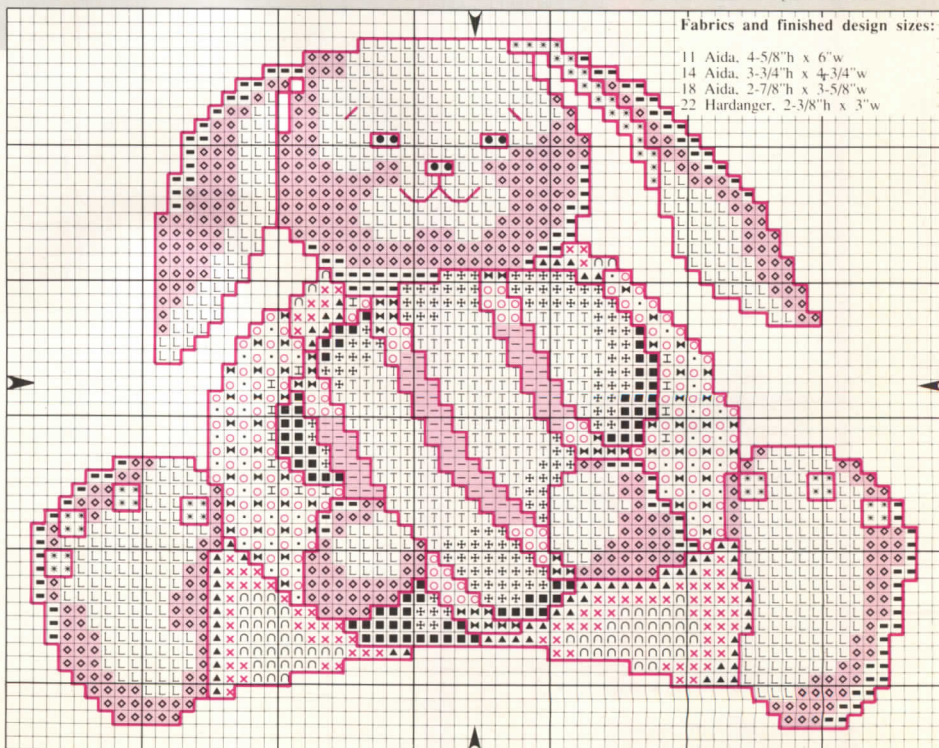 Fabrics and finished design sizes:
11 Aida, 4-5/8"h x 6"w
14 Aida, 3-3/4"h x 4-3/4"w
18 Aida, 2-7/8"h x 3-5/8"w
22 Hardanger, 2-3/8"h x 3"w